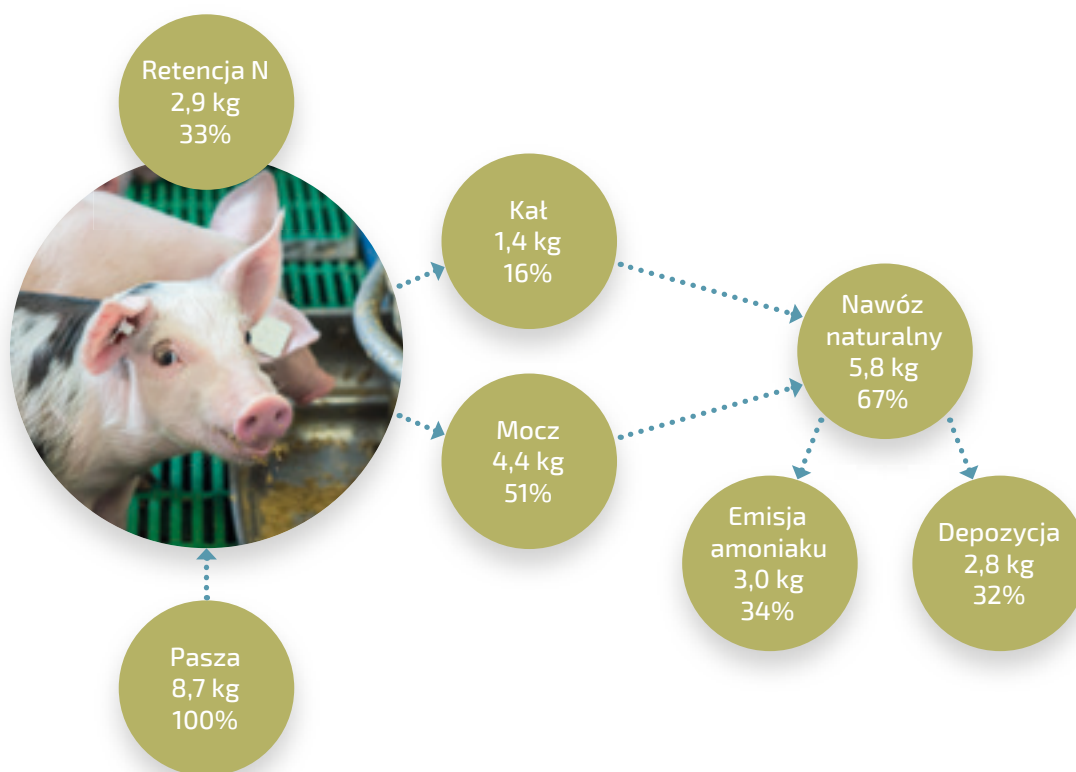 Retencja N
2,9 kg
33%
Kał
1,4 kg
16%
Nawóz
naturalny
5,8 kg
67%
Mocz
4,4 kg
51%
Emisja
amoniaku
3,0 kg
34%
Depozycja
2,8 kg
32%
Pasza
8,7 kg
100%